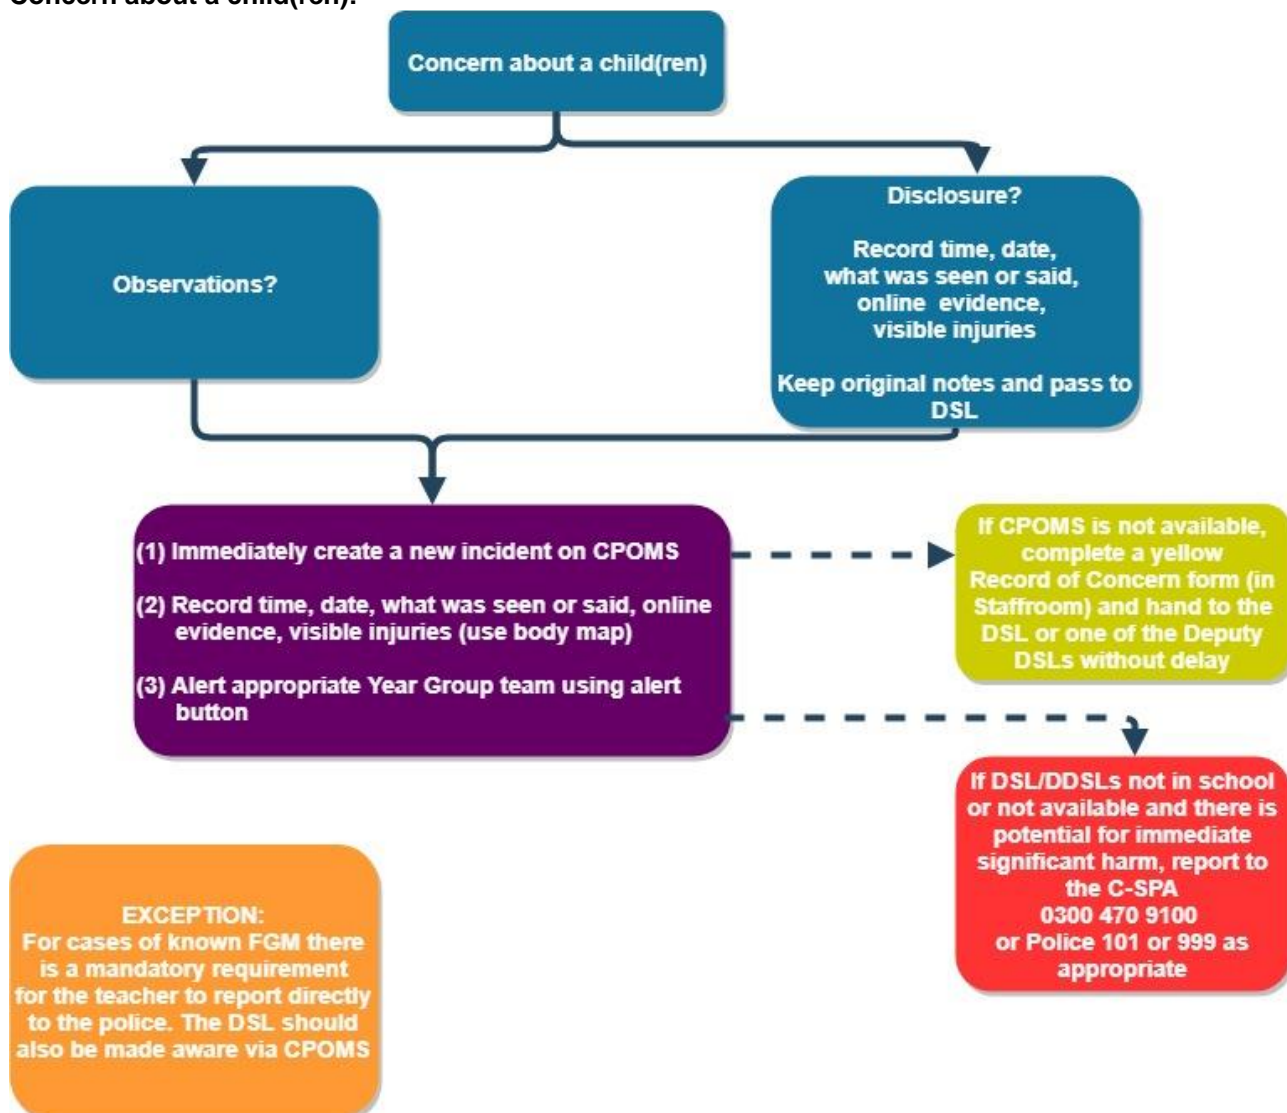 Concern about a child(ren):
Concern about a child(ren)
Observations?
Disclosure?
Record time, date,
what was seen or said,
online evidence,
visible injuries
Keep original notes and pass to
DSL
(1) Immediately create a new incident on CPOMS
(2) Record time, date, what was seen or said, online
evidence, visible injuries (use body map)
(3) Alert appropriate Year Group team using alert
button
If CPOMS is not available,
complete a yellow
Record of Concern form (in
Staffroom) and hand to the
DSL or one of the Deputy
DSLs without delay
If DSL/DDSLs not in school
or not available and there is
potential for immediate
significant harm, report to
the C-SPA
0300 470 9100
or Police 101 or 999 as
appropriate
EXCEPTION:
For cases of known FGM there
is a mandatory requirement
for the teacher to report directly
to the police. The DSL should
also be made aware via CPOMS